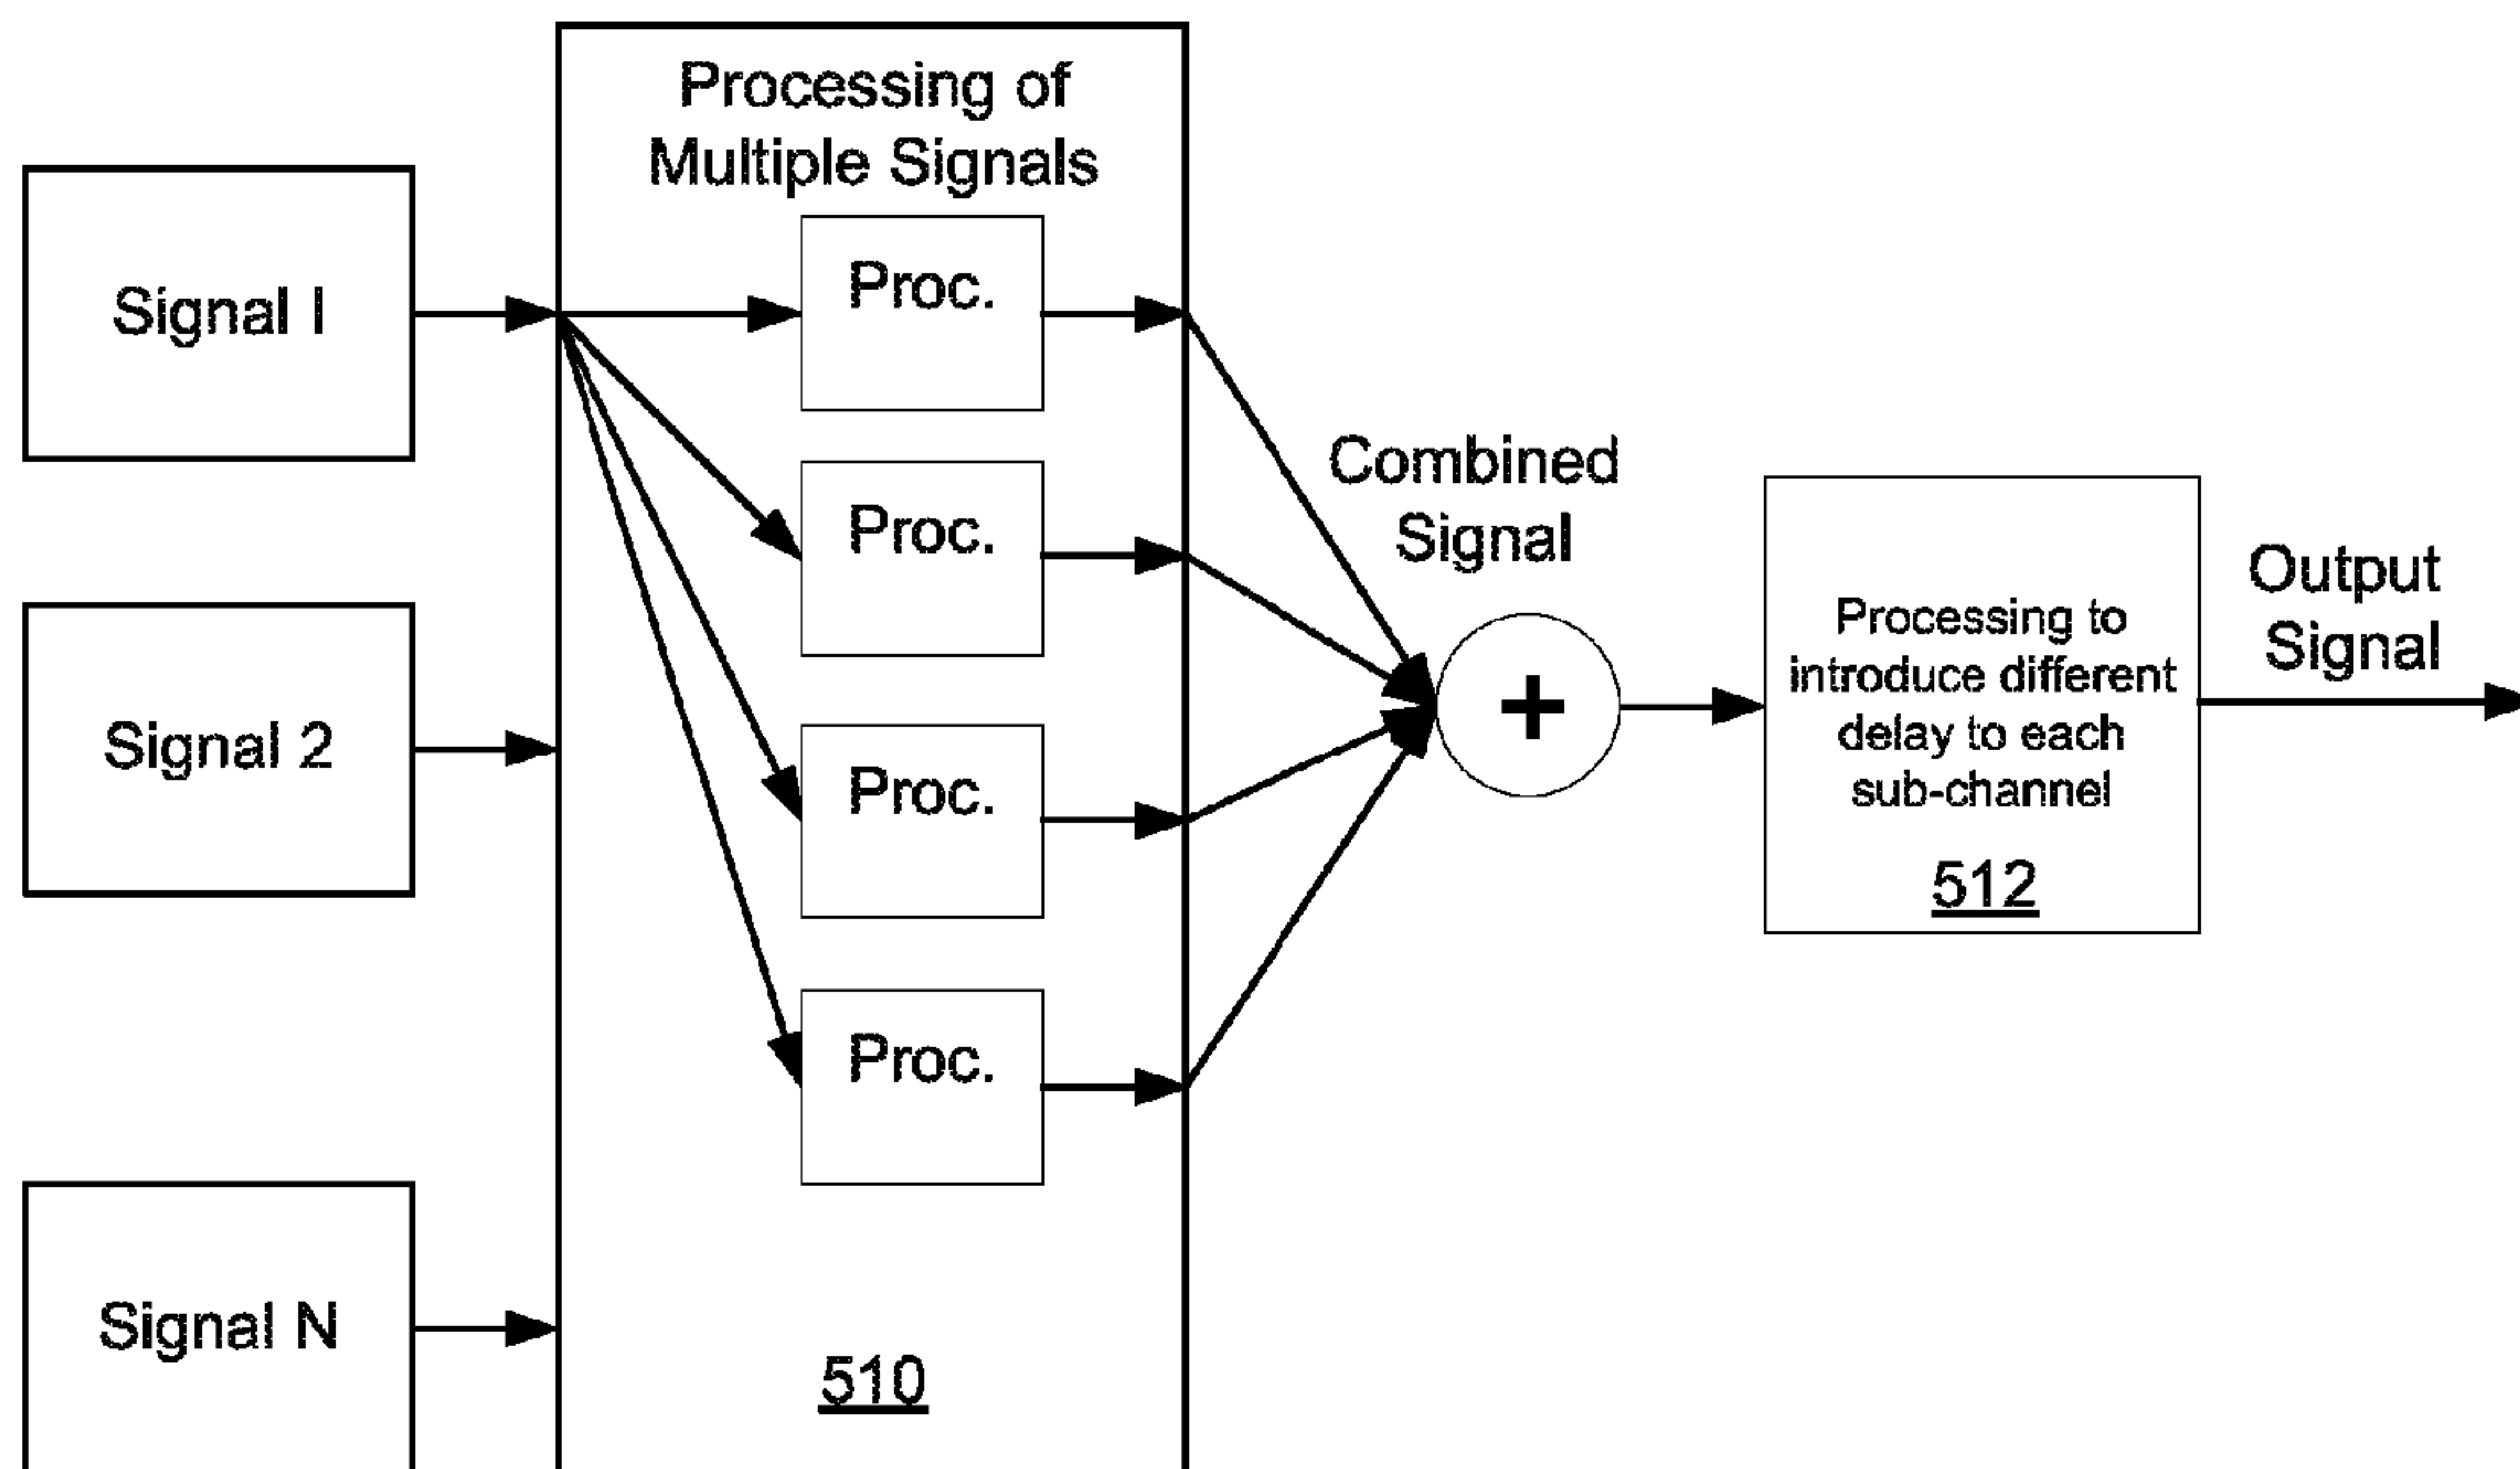 Processing of
Multiple Signals
Signal I
Proc.
Proc.
Combined
Signal
Output
Signal
Processing to
introduce different
delay to each
sub-channel
512
+
Signal 2
Proc.
Proc.
Signal N
510